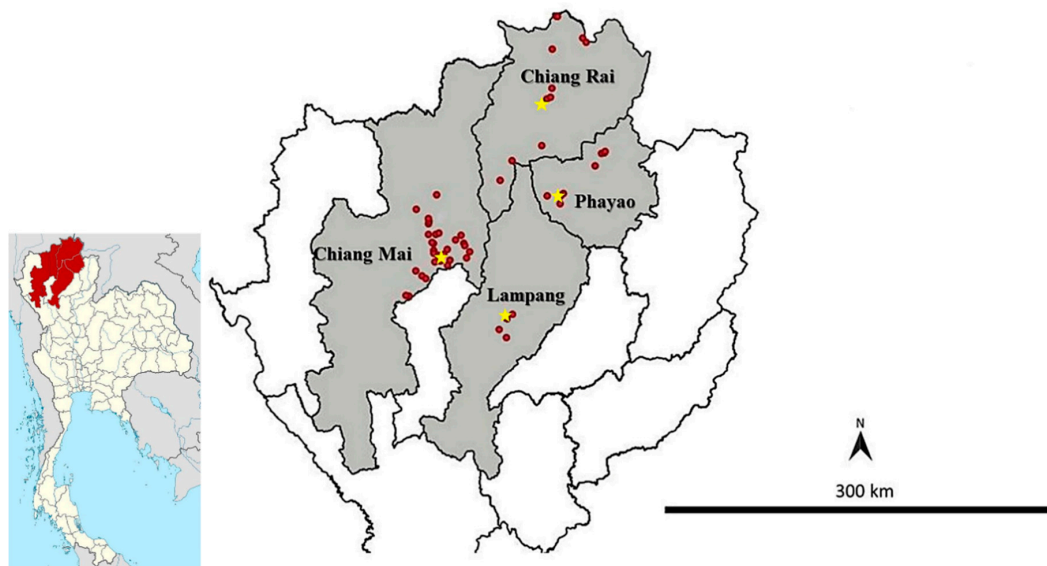 Chiang Rai
Phayao
Chiang Mai
Lampang
N
300 km